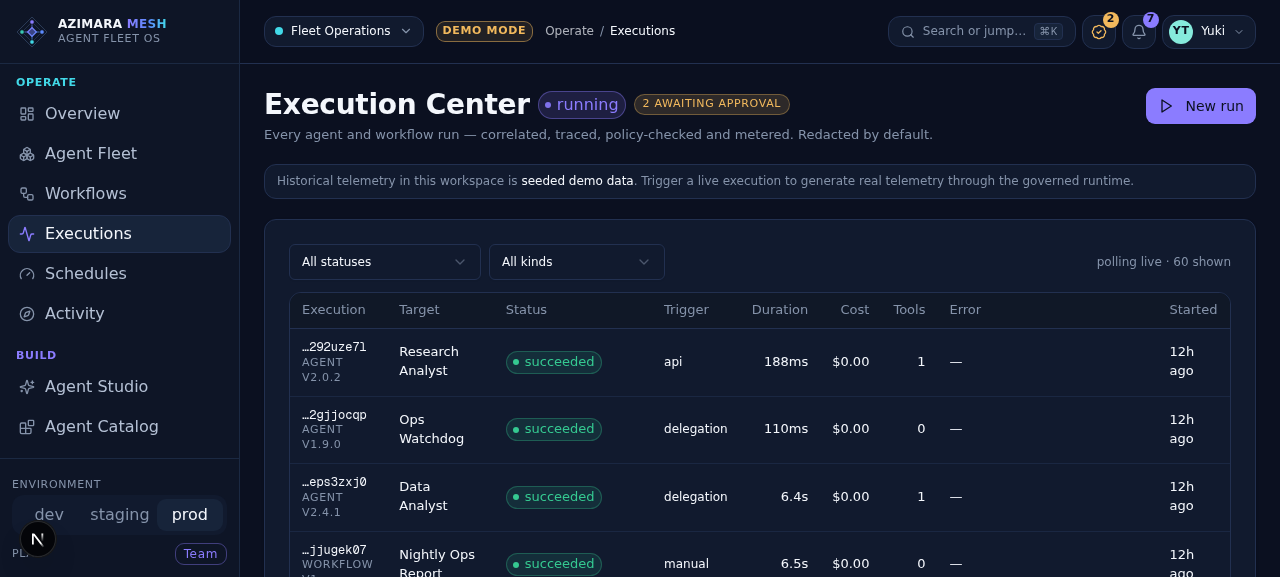 AZIMARA MESH
AGENT FLEET OS
OPERATE
Overview
Agent Fleet
Workflows
Executions
Schedules
Activity
BUILD
Agent Studio
Agent Catalog
ENVIRONMENT
dev staging prod
Team
Fleet Operations
DEMO MODE
Operate / Executions
Search or jump… ⌘K
2
7
YT Yuki
Execution Center
running
2 AWAITING APPROVAL
New run
Every agent and workflow run — correlated, traced, policy-checked and metered. Redacted by default.
Historical telemetry in this workspace is seeded demo data. Trigger a live execution to generate real telemetry through the governed runtime.
All statuses
All kinds
polling live · 60 shown
Execution Target Status Trigger Duration Cost Tools Error Started
…292uze7l
AGENT
V2.0.2
Research
Analyst
succeeded
api
188ms
$0.00
1
—
12h
ago
…2gjjocqp
AGENT
V1.9.0
Ops
Watchdog
succeeded
delegation
110ms
$0.00
0
—
12h
ago
…eps3zxj0
AGENT
V2.4.1
Data
Analyst
succeeded
delegation
6.4s
$0.00
1
—
12h
ago
…jjugek07
WORKFLOW
Nightly Ops
Report
succeeded
manual
6.5s
$0.00
0
—
12h
ago